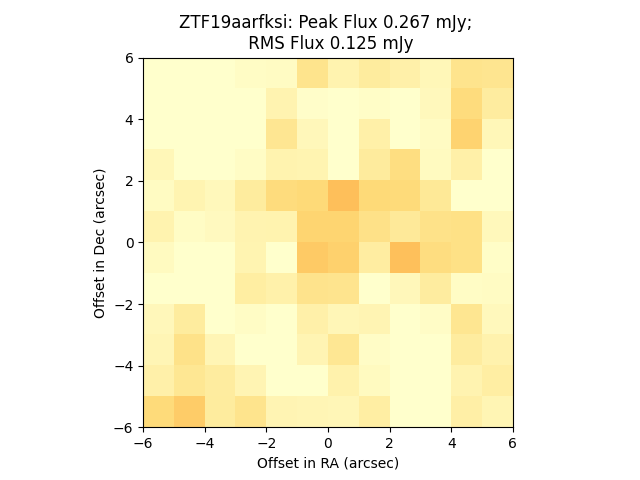 ZTF19aarfksi: Peak Flux 0.267 mJy;
RMS Flux 0.125 mJy
6
4
2
0
−2
−4
−6
Offset in Dec (arcsec)
−6 −4 −2 0 2 4 6
Offset in RA (arcsec)